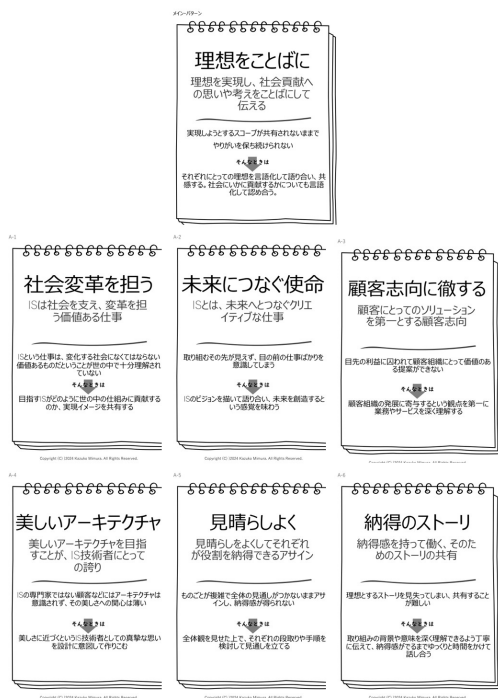 メイン・パターン
理想をことばに
理想を実現し、社会貢献へ
の思いや考えをことばにして
伝える
実現しようとするスコープが共有されないままで
やりがいを保ち続けられない
そんなときは
それぞれにとっての理想を言語化して語り合い、共
感する。社会にいかに貢献するかについても言語
化して認め合う。
A-1
社会変革を担う
ISは社会を支え、変革を担
う価値ある仕事
ISという仕事は、変化する社会になくてはならない
価値あるものだということが世の中で十分理解され
ていない
そんなときは
目指すISがどのように世の中の仕組みに貢献する
のか、実現イメージを共有する
Copyright (C) (2024 Kazuke Mimura, All Rights Reserved.
A-2
未来につなぐ使命
ISとは、未来へとつなぐクリエ
イティブな仕事
取り組むその先が見えず、目の前の仕事ばかりを
意識してしまう
そんなときは
ISのビジョンを描いて語り合い、未来を創造すると
いう感覚を味わう
Copyright (C) (2024 Kazuke Mimura, All Rights Reserved.
A-3
顧客志向に徹する
顧客にとってのソリューション
を第一とする顧客志向
目先の利益に囚われて顧客組織にとって価値のあ
る提案ができない
そんなときは
顧客組織の発展に寄与するという観点を第一に
業務やサービスを深く理解する
A-4
美しいアーキテクチャ
美しいアーキテクチャを目指
すことが、IS技術者にとって
の誇り
ISの専門家ではない顧客などにはアーキテクチャは
意識されず、その美しさへの関心は薄い
そんなときは
美しさに近づくというIS技術者としての真摯な思い
を設計に意図して作りこむ
A-5
見晴らしよく
見晴らしをよくしてそれぞれ
が役割を納得できるアサイン
ものごとが複雑で全体の見通しがつかないままアサ
インし、納得感が得られない
そんなときは
全体観を見せた上で、それぞれの段取りや手順を
検討して見通しを立てる
A-6
納得のストーリ
納得感を持って働く、そのた
めのストーリの共有
理想とするストーリを見失ってしまい、共有すること
が難しい
そんなときは
取り組みの背景や意味を深く理解できるよう丁寧
に伝えて、納得感がでるまでゆっくりと時間をかけて
話し合う